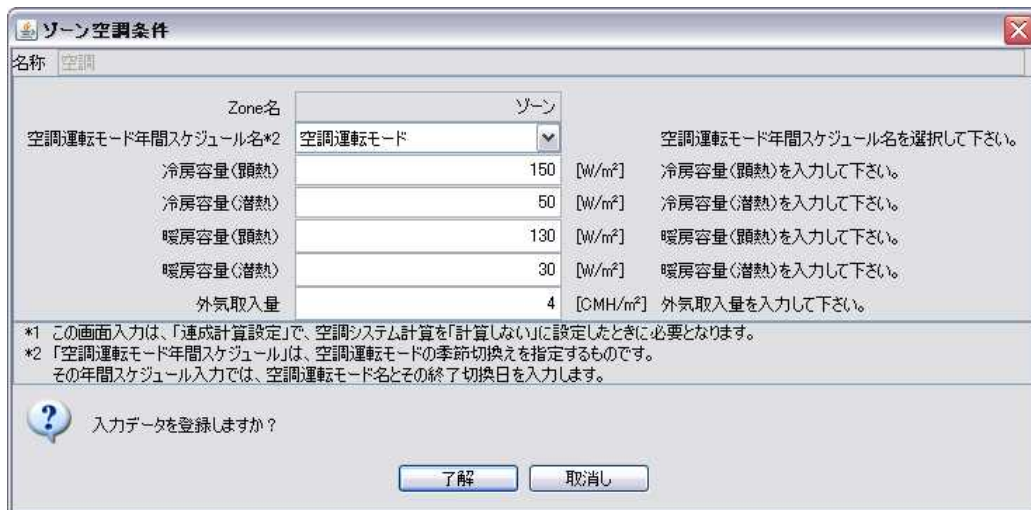 ゾーン空調条件
名称 空調
Zone名 ゾーン
空調運転モード年間スケジュール名*2 空調運転モード 空調運転モード年間スケジュール名を選択して下さい。
冷房容量(顕熱) 150 [W/m²] 冷房容量(顕熱)を入力して下さい。
冷房容量(潜熱) 50 [W/m²] 冷房容量(潜熱)を入力して下さい。
暖房容量(顕熱) 130 [W/m²] 暖房容量(顕熱)を入力して下さい。
暖房容量(潜熱) 30 [W/m²] 暖房容量(潜熱)を入力して下さい。
外気取入量 4 [CMH/m²] 外気取入量を入力して下さい。
*1 この画面入力は、「連成計算設定」で、空調システム計算を「計算しない」に設定したときに必要となります。
*2 「空調運転モード年間スケジュール」は、空調運転モードの季節切換えを指定するものです。
その年間スケジュール入力では、空調運転モード名とその終了切換日を入力します。
入力データを登録しますか？
了解 取消し